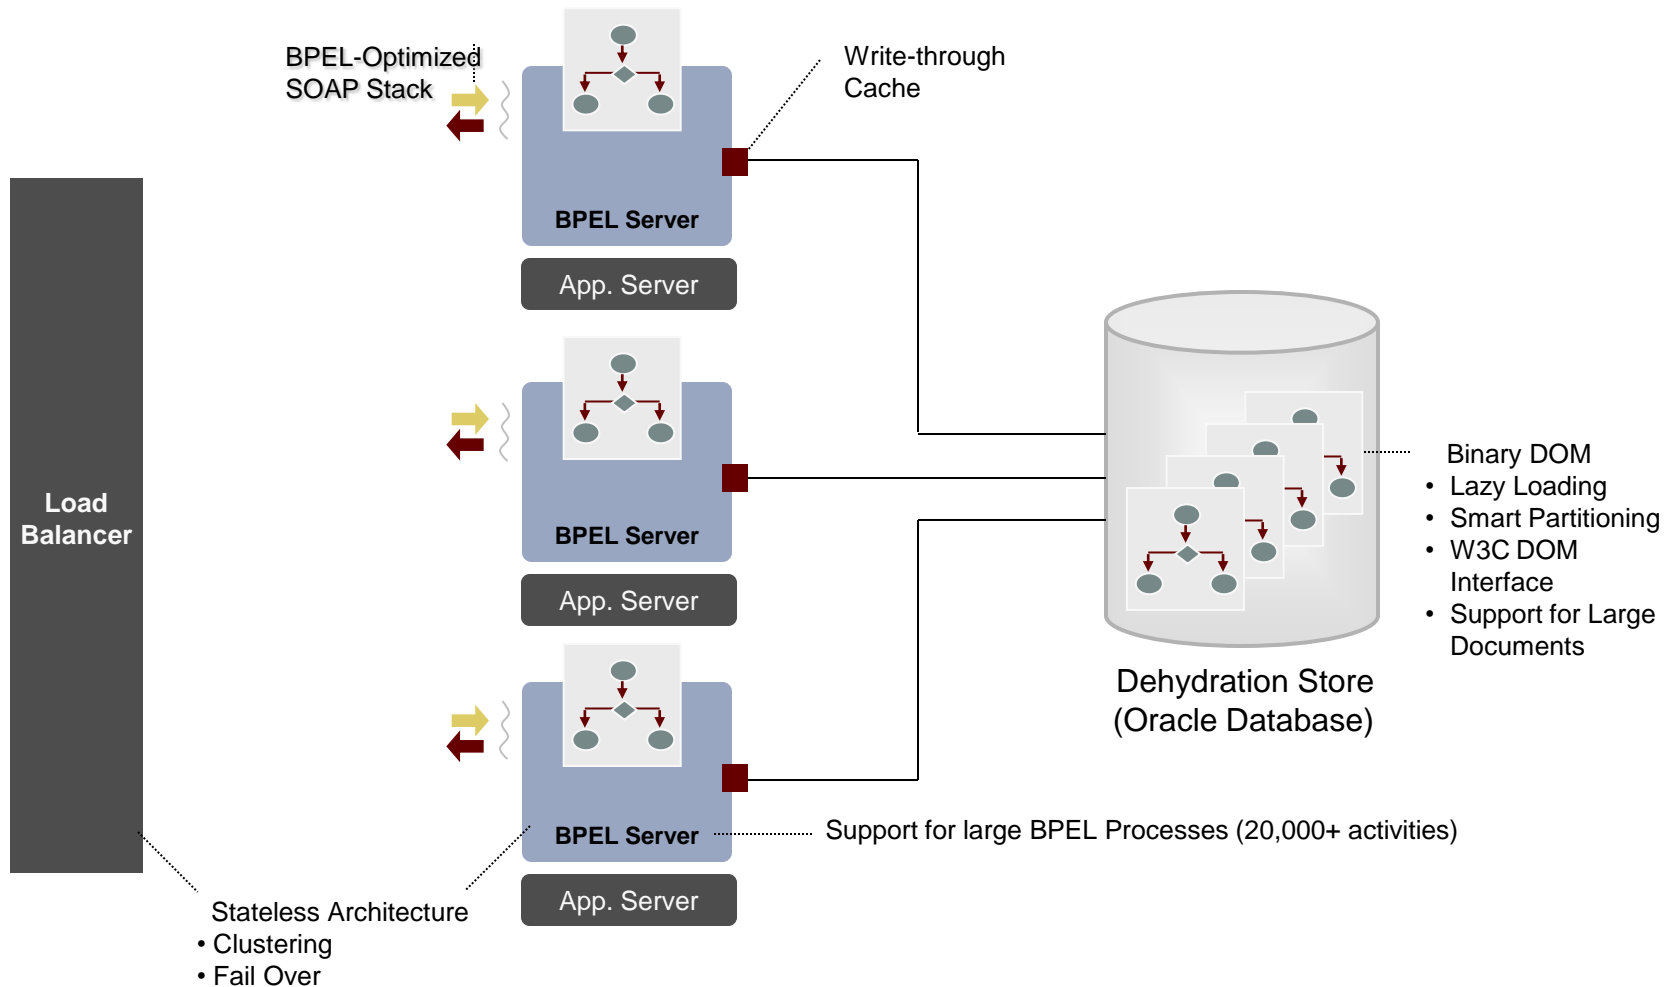 BPEL-Optimized
SOAP Stack
Write-through
Cache
BPEL Server
App. Server
BPEL Server
App. Server
BPEL Server
App. Server
Load
Balancer
Binary DOM
• Lazy Loading
• Smart Partitioning
• W3C DOM
Interface
• Support for Large
Documents
Dehydration Store
(Oracle Database)
Support for large BPEL Processes (20,000+ activities)
Stateless Architecture
• Clustering
• Fail Over